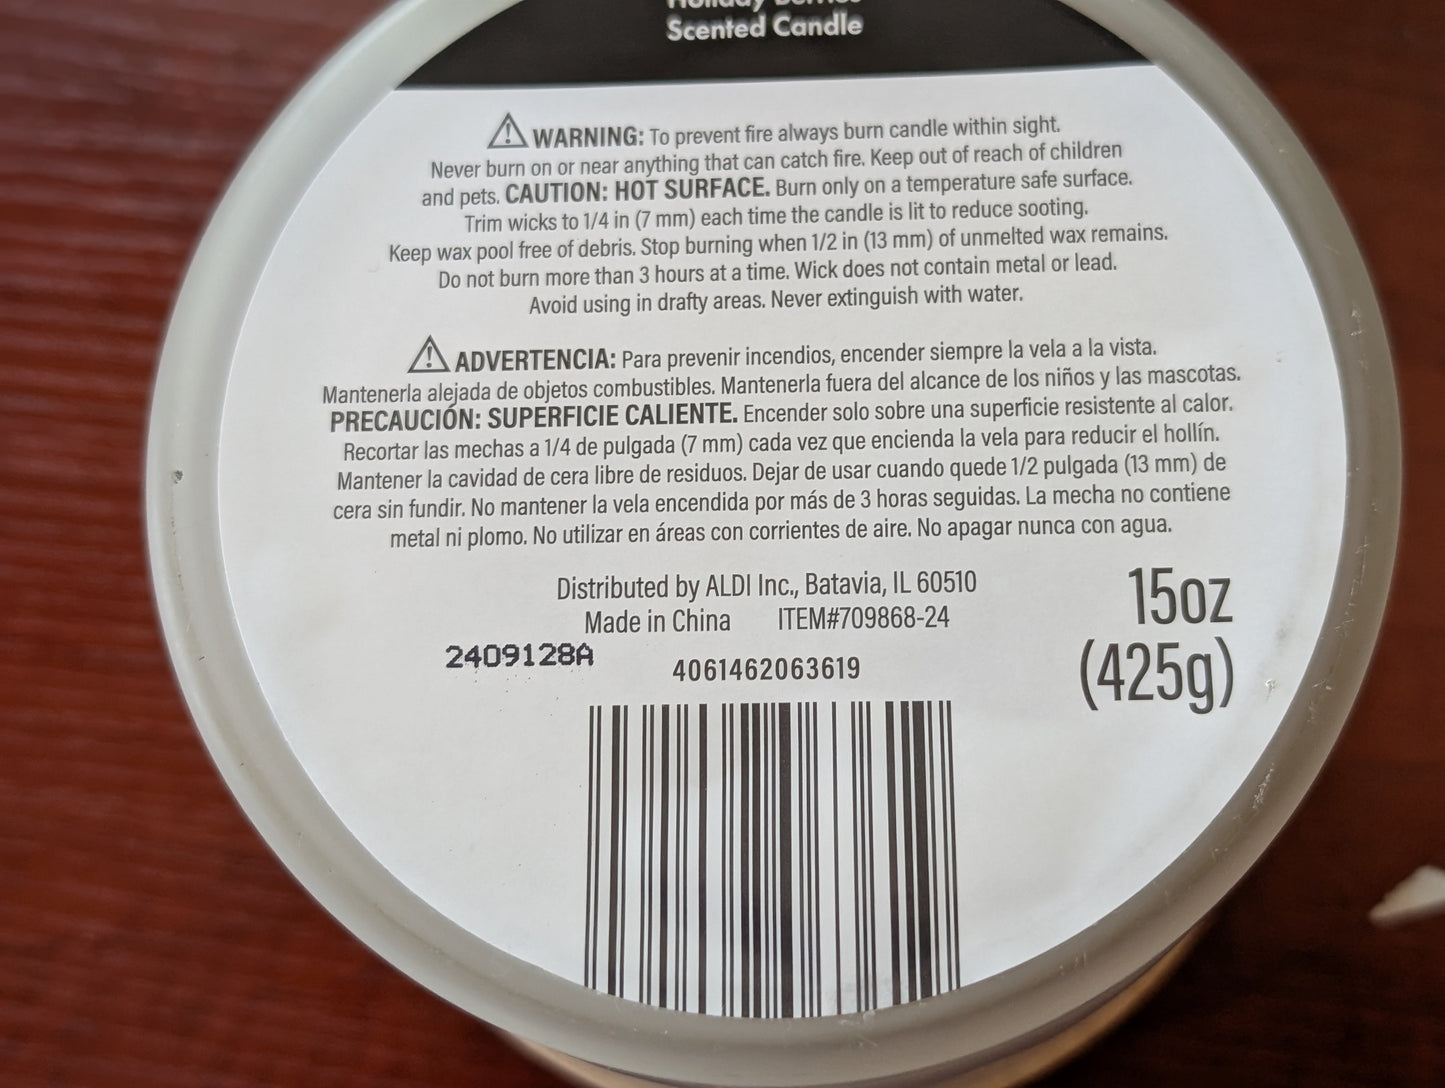 Holiday Berries
Scented Candle
WARNING: To prevent fire always burn candle within sight.
Never burn on or near anything that can catch fire. Keep out of reach of children
and pets. CAUTION: HOT SURFACE. Burn only on a temperature safe surface.
Trim wicks to 1/4 in (7 mm) each time the candle is lit to reduce sooting.
Keep wax pool free of debris. Stop burning when 1/2 in (13 mm) of unmelted wax remains.
Do not burn more than 3 hours at a time. Wick does not contain metal or lead.
Avoid using in drafty areas. Never extinguish with water.
ADVERTENCIA: Para prevenir incendios, encender siempre la vela a la vista.
Mantenerla alejada de objetos combustibles. Mantenerla fuera del alcance de los niños y las mascotas.
PRECAUCIÓN: SUPERFICIE CALIENTE. Encender solo sobre una superficie resistente al calor.
Recortar las mechas a 1/4 de pulgada (7 mm) cada vez que encienda la vela para reducir el hollín.
Mantener la cavidad de cera libre de residuos. Dejar de usar cuando quede 1/2 pulgada (13 mm) de
cera sin fundir. No mantener la vela encendida por más de 3 horas seguidas. La mecha no contiene
metal ni plomo. No utilizar en áreas con corrientes de aire. No apagar nunca con agua.
Distributed by ALDI Inc., Batavia, IL 60510
Made in China ITEM#709868-24
15oz
(425g)
2409128A
4061462063619